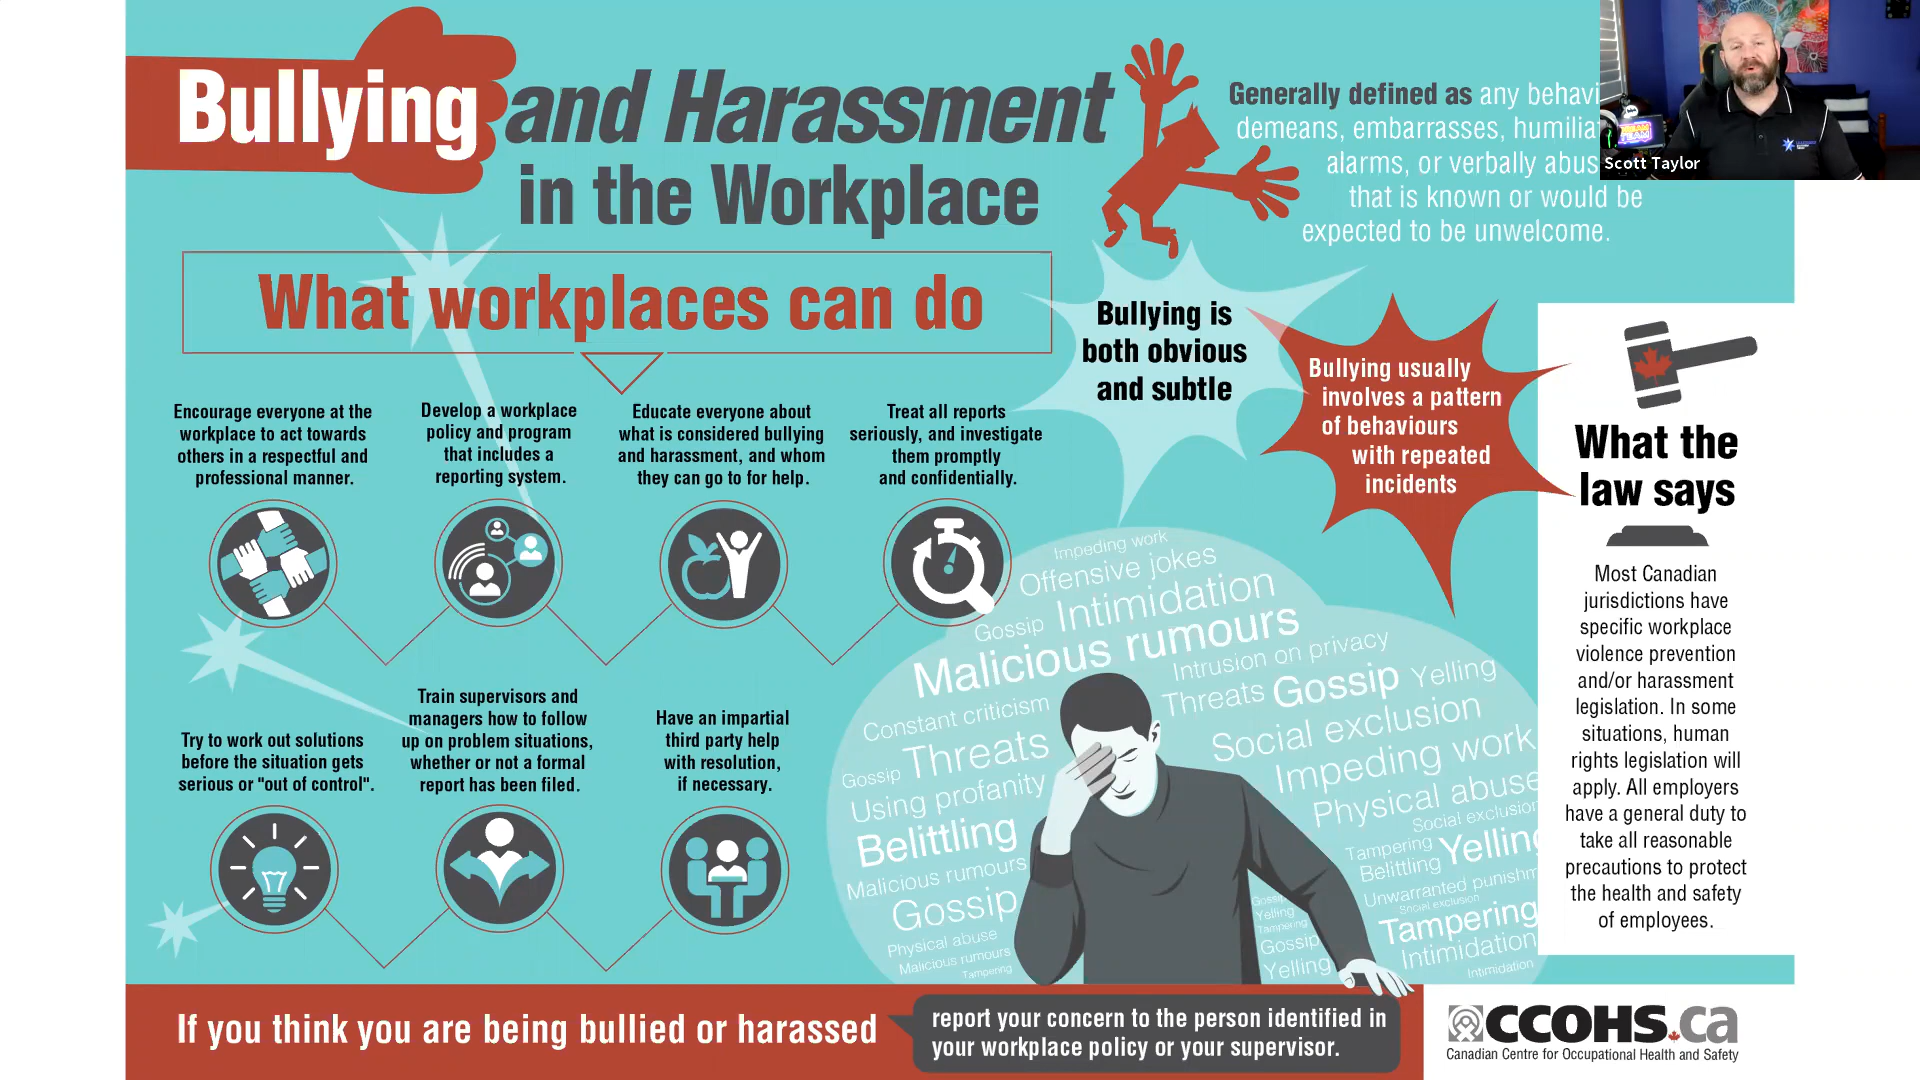 Bullying and Harassment
in the Workplace
Generally defined as any behavi
demeans, embarrasses, humilia
alarms, or verbally abus
that is known or would be
expected to be unwelcome.
Scott Taylor
What workplaces can do
Encourage everyone at the
workplace to act towards
others in a respectful and
professional manner.
Develop a workplace
policy and program
that includes a
reporting system.
Educate everyone about
what is considered bullying
and harassment, and whom
they can go to for help.
Treat all reports
seriously, and investigate
them promptly
and confidentially.
Try to work out solutions
before the situation gets
serious or "out of control".
Train supervisors and
managers how to follow
up on problem situations,
whether or not a formal
report has been filed.
Have an impartial
third party help
with resolution,
if necessary.
Bullying is
both obvious
and subtle
Bullying usually
involves a pattern
of behaviours
with repeated
incidents
What the
law says
Most Canadian
jurisdictions have
specific workplace
violence prevention
and/or harassment
legislation. In some
situations, human
rights legislation will
apply. All employers
have a general duty to
take all reasonable
precautions to protect
the health and safety
of employees.
Impeding work
Offensive jokes
Gossip Intimidation
Malicious rumours
Intrusion on privacy
Constant criticism
Threats Gossip Yelling
Gossip Threats
Social exclusion
Using profanity
Impeding work
Belittling
Physical abuse
Social exclusion
Malicious rumours
Tampering Yelling
Belittling
Gossip
Unwarranted punishm
Social exclusion
Physical abuse
Malicious rumours
Tampering
Gossip
Yelling
Tampering
Gossip
Yelling
Tampering
Intimidation
Intimidation
If you think you are being bullied or harassed
report your concern to the person identified in
your workplace policy or your supervisor.
CCOHS.ca
Canadian Centre for Occupational Health and Safety